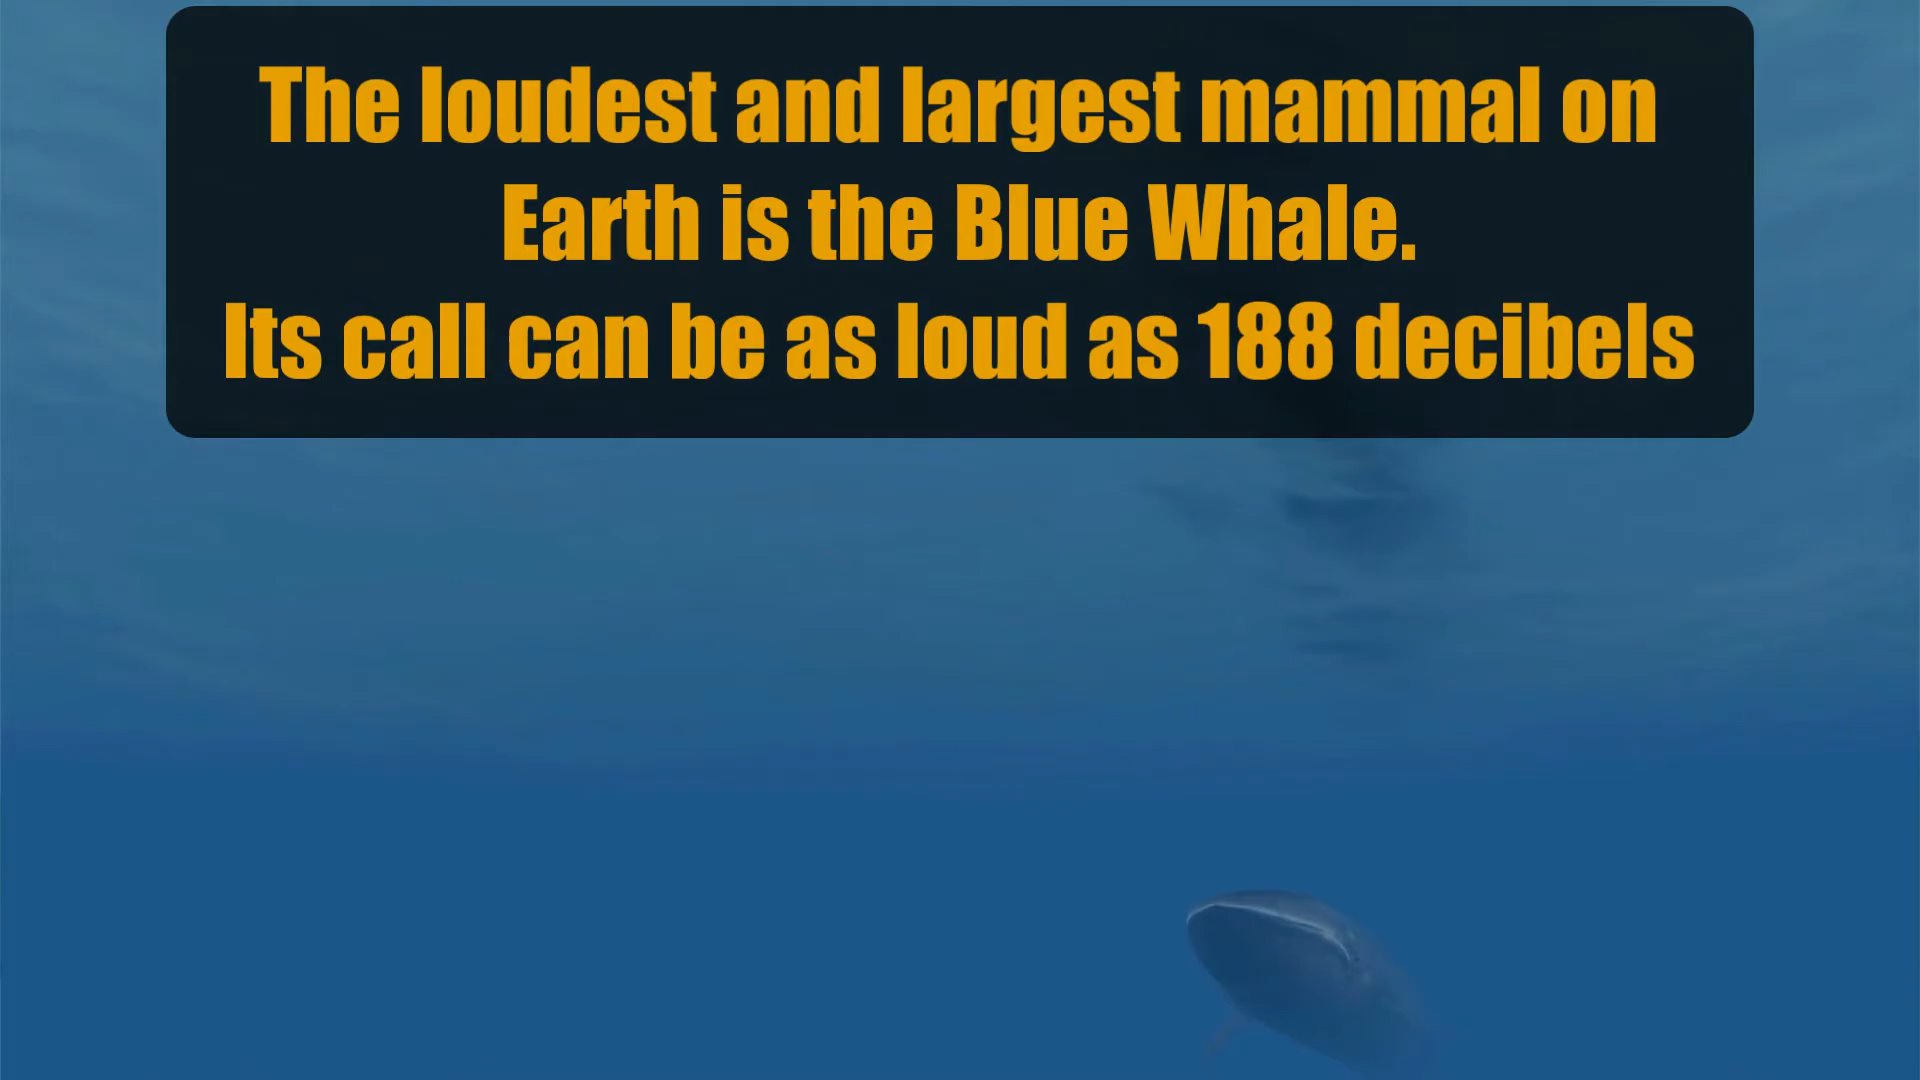 The loudest and largest mammal on
Earth is the Blue Whale.
Its call can be as loud as 188 decibels